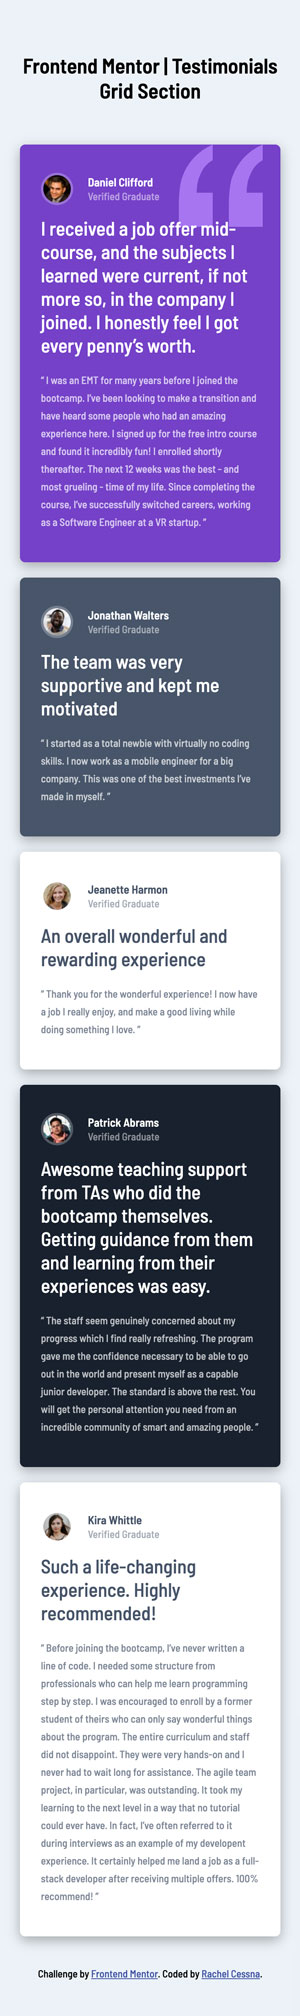 Frontend Mentor | Testimonials
Grid Section
Daniel Clifford
Verified Graduate
I received a job offer mid-
course, and the subjects I
learned were current, if not
more so, in the company I
joined. I honestly feel I got
every penny's worth.
" I was an EMT for many years before I joined the
bootcamp. I've been looking to make a transition and
have heard some people who had an amazing
experience here. I signed up for the free intro course
and found it incredibly fun! I enrolled shortly
thereafter. The next 12 weeks was the best - and
most grueling - time of my life. Since completing the
course, I've successfully switched careers, working
as a Software Engineer at a VR startup. "
Jonathan Walters
Verified Graduate
The team was very
supportive and kept me
motivated
" I started as a total newbie with virtually no coding
skills. I now work as a mobile engineer for a big
company. This was one of the best investments I've
made in myself. "
Jeanette Harmon
Verified Graduate
An overall wonderful and
rewarding experience
" Thank you for the wonderful experience! I now have
a job I really enjoy, and make a good living while
doing something I love. "
Patrick Abrams
Verified Graduate
Awesome teaching support
from TAs who did the
bootcamp themselves.
Getting guidance from them
and learning from their
experiences was easy.
" The staff seem genuinely concerned about my
progress which I find really refreshing. The program
gave me the confidence necessary to be able to go
out in the world and present myself as a capable
junior developer. The standard is above the rest. You
will get the personal attention you need from an
incredible community of smart and amazing people. "
Kira Whittle
Verified Graduate
Such a life-changing
experience. Highly
recommended!
" Before joining the bootcamp, I've never written a
line of code. I needed some structure from
professionals who can help me learn programming
step by step. I was encouraged to enroll by a former
student of theirs who can only say wonderful things
about the program. The entire curriculum and staff
did not disappoint. They were very hands-on and I
never had to wait long for assistance. The agile team
project, in particular, was outstanding. It took my
learning to the next level in a way that no tutorial
could ever have. In fact, I've often referred to it
during interviews as an example of my developent
experience. It certainly helped me land a job as a full-
stack developer after receiving multiple offers. 100%
recommend! "
Challenge by Frontend Mentor. Coded by Rachel Cessna.